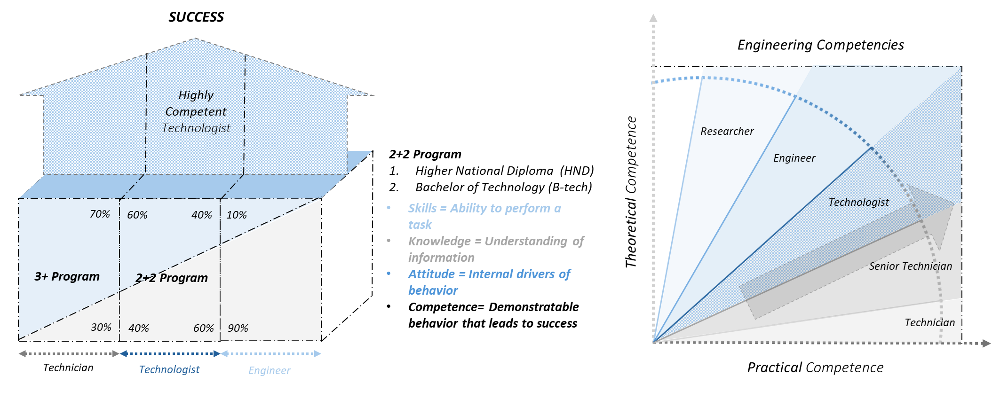 SUCCESS
Highly
Competent
Technologist
70%
60%
40%
10%
3+ Program
2+2 Program
30%
40%
60%
90%
Technician
Technologist
Engineer
2+2 Program
1. Higher National Diploma (HND)
2. Bachelor of Technology (B-tech)
• Skills = Ability to perform a
task
• Knowledge = Understanding of
information
• Attitude = Internal drivers of
behavior
• Competence= Demonstratable
behavior that leads to success
Engineering Competencies
Theoretical Competence
Researcher
Engineer
Technologist
Senior Technician
Technician
Practical Competence